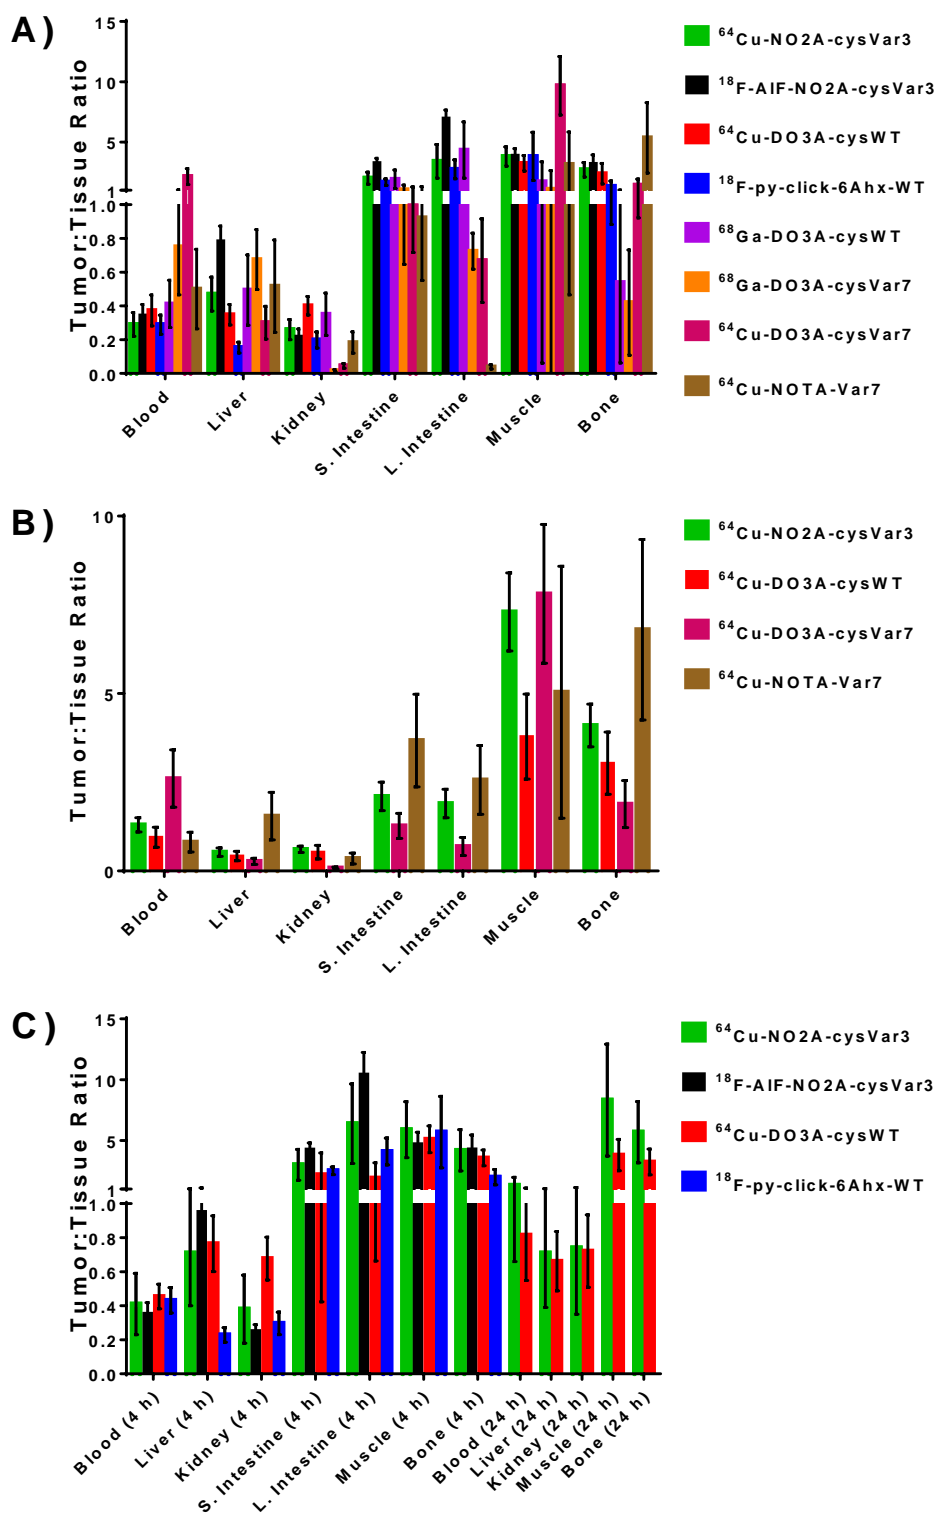 A)
Tumor:Tissue Ratio
15
10
5
1
1.0
0.8
0.6
0.4
0.2
0.0
Blood
Liver
Kidney
S. Intestine
L. Intestine
Muscle
Bone
⁶⁴Cu-NO2A-cysVar3
¹⁸F-AlF-NO2A-cysVar3
⁶⁴Cu-DO3A-cysWT
¹⁸F-py-click-6Ahx-WT
⁶⁸Ga-DO3A-cysWT
⁶⁸Ga-DO3A-cysVar7
⁶⁴Cu-DO3A-cysVar7
⁶⁴Cu-NOTA-Var7
B)
Tumor:Tissue Ratio
10
5
0
Blood
Liver
Kidney
S. Intestine
L. Intestine
Muscle
Bone
⁶⁴Cu-NO2A-cysVar3
⁶⁴Cu-DO3A-cysWT
⁶⁴Cu-DO3A-cysVar7
⁶⁴Cu-NOTA-Var7
C)
Tumor:Tissue Ratio
15
10
5
1
1.0
0.8
0.6
0.4
0.2
0.0
Blood (4 h)
Liver (4 h)
Kidney (4 h)
S. Intestine (4 h)
L. Intestine (4 h)
Muscle (4 h)
Bone (4 h)
Blood (24 h)
Liver (24 h)
Kidney (24 h)
Muscle (24 h)
Bone (24 h)
⁶⁴Cu-NO2A-cysVar3
¹⁸F-AlF-NO2A-cysVar3
⁶⁴Cu-DO3A-cysWT
¹⁸F-py-click-6Ahx-WT